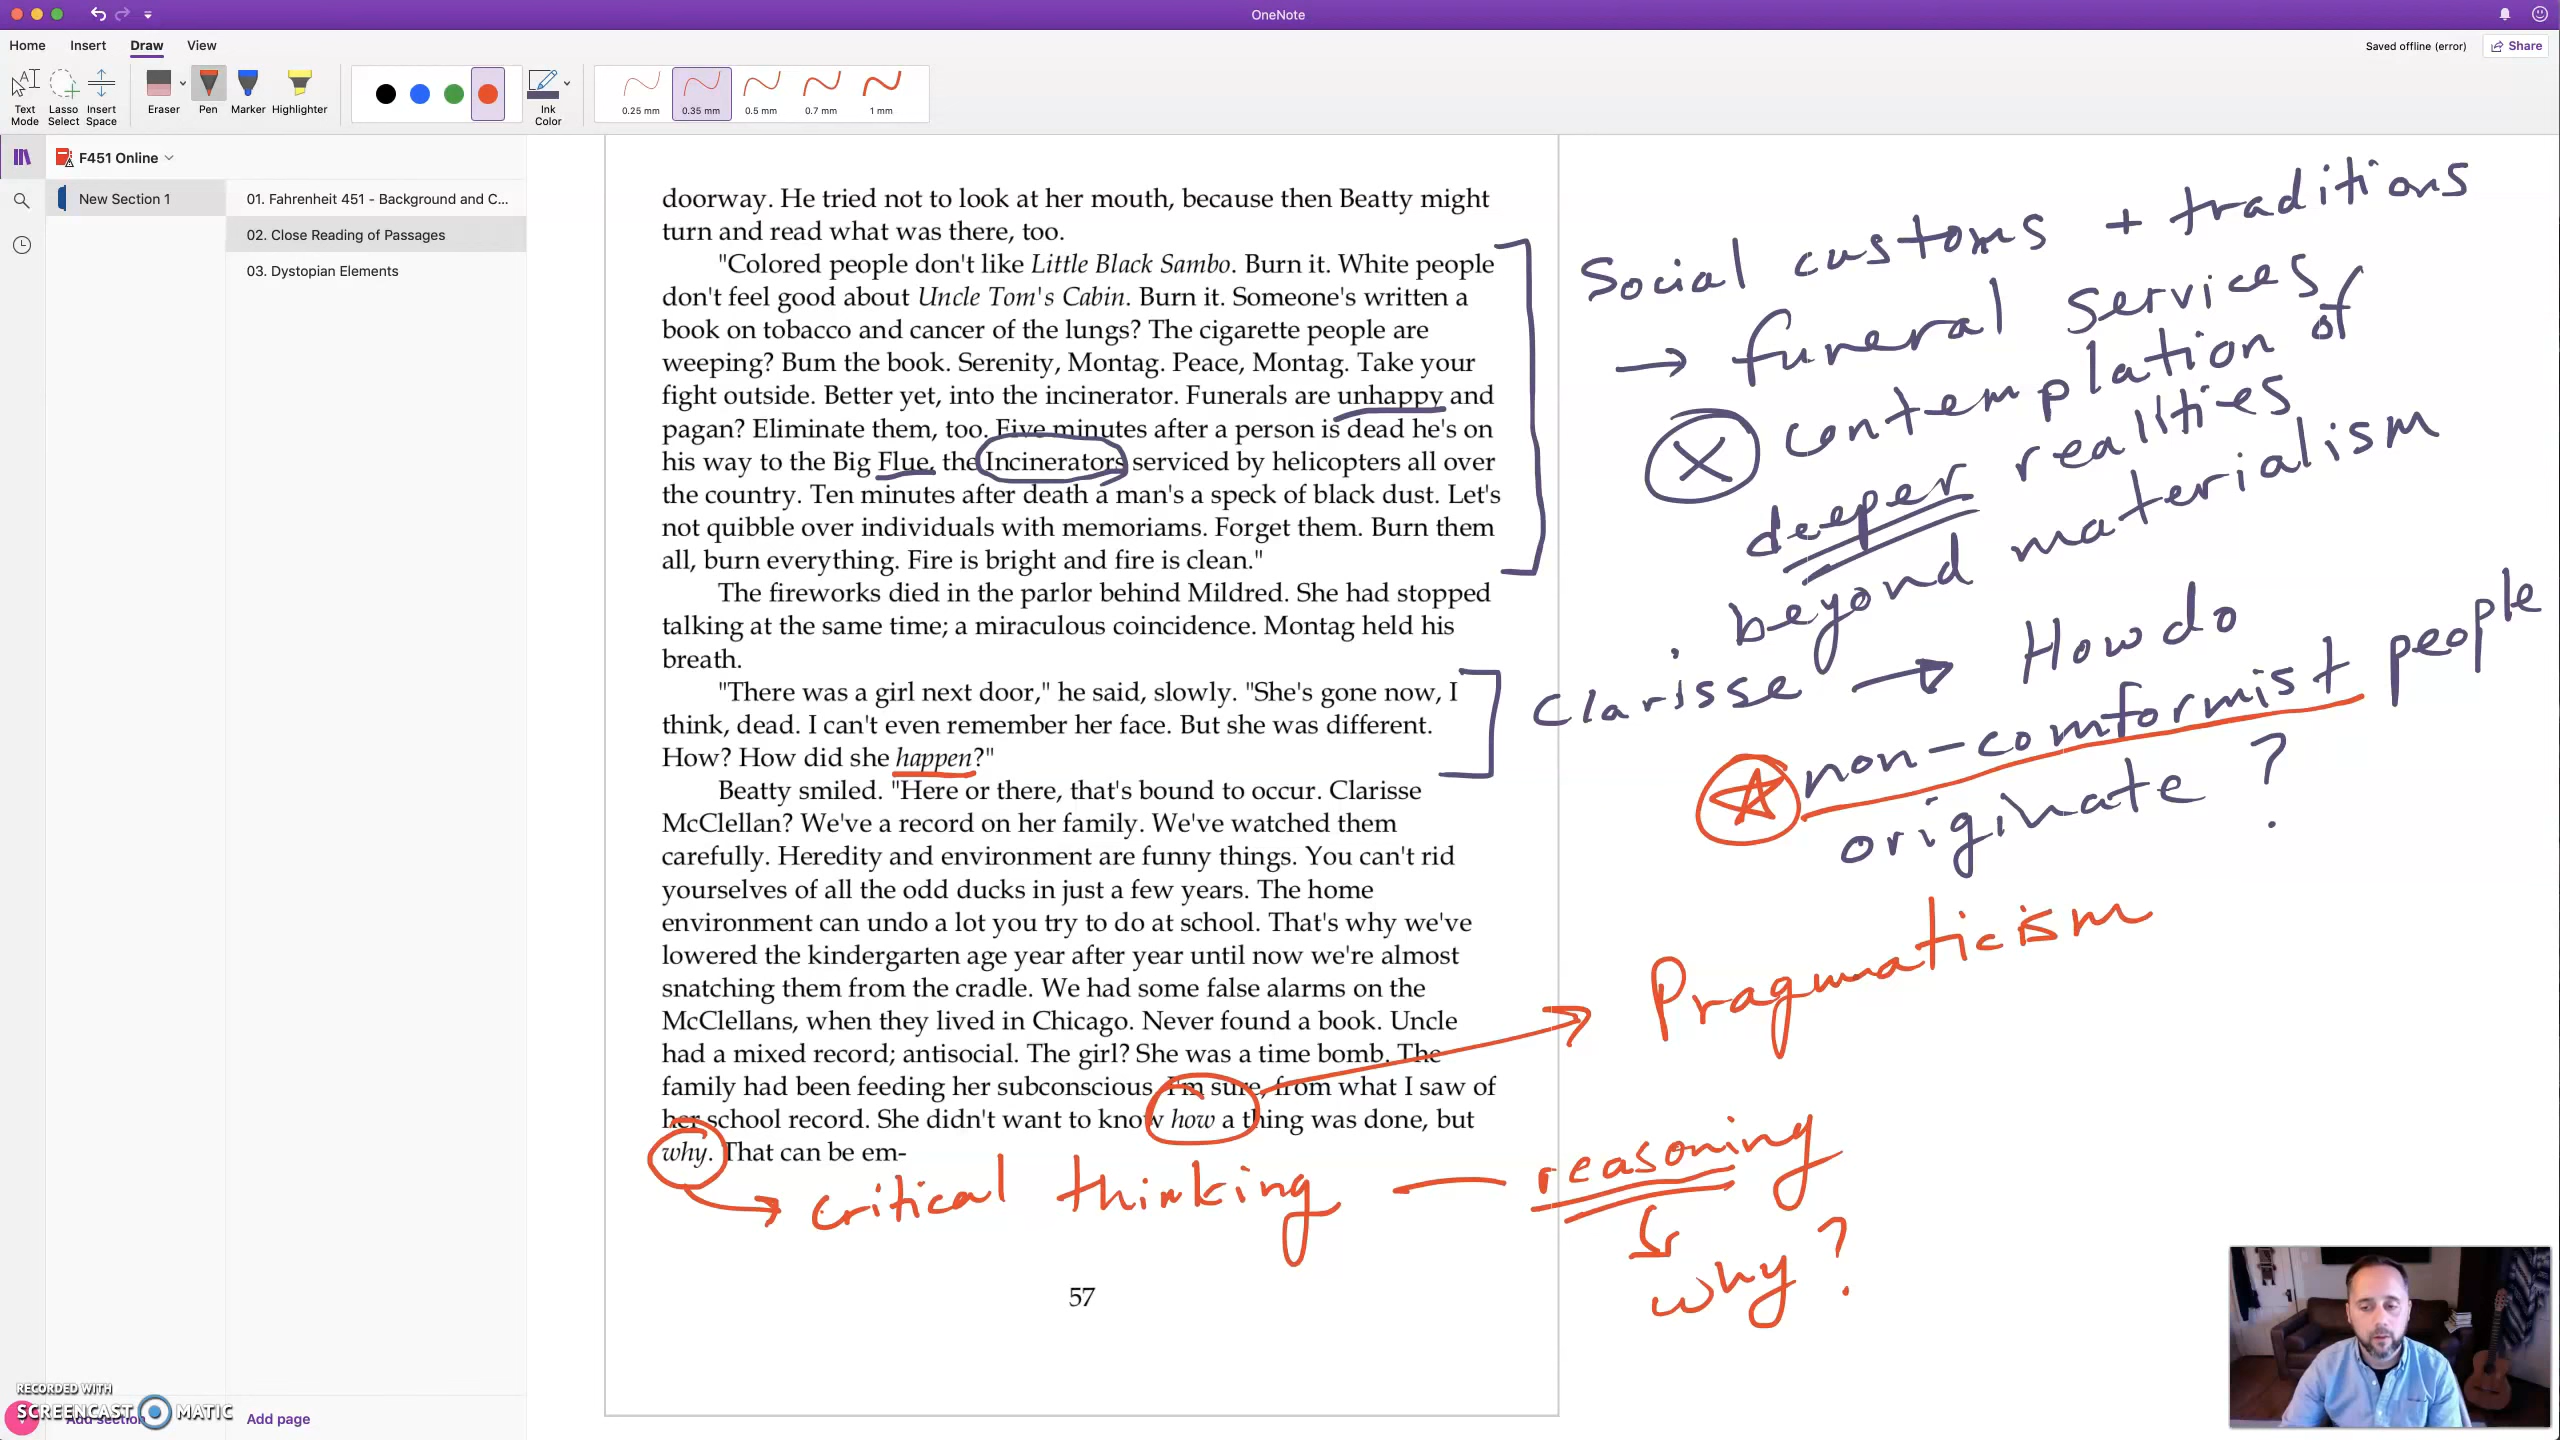 OneNote
Home Insert Draw View
Saved offline (error) Share
Text Mode
Lasso Select
Insert Space
Eraser
Pen
Marker
Highlighter
Ink Color
0.25 mm 0.35 mm 0.5 mm 0.7 mm 1 mm
F451 Online
New Section 1
01. Fahrenheit 451 - Background and C...
02. Close Reading of Passages
03. Dystopian Elements
doorway. He tried not to look at her mouth, because then Beatty might
turn and read what was there, too.
"Colored people don't like Little Black Sambo. Burn it. White people
don't feel good about Uncle Tom's Cabin. Burn it. Someone's written a
book on tobacco and cancer of the lungs? The cigarette people are
weeping? Bum the book. Serenity, Montag. Peace, Montag. Take your
fight outside. Better yet, into the incinerator. Funerals are unhappy and
pagan? Eliminate them, too. Five minutes after a person is dead he's on
his way to the Big Flue, the Incinerators serviced by helicopters all over
the country. Ten minutes after death a man's a speck of black dust. Let's
not quibble over individuals with memoriams. Forget them. Burn them
all, burn everything. Fire is bright and fire is clean."
The fireworks died in the parlor behind Mildred. She had stopped
talking at the same time; a miraculous coincidence. Montag held his
breath.
"There was a girl next door," he said, slowly. "She's gone now, I
think, dead. I can't even remember her face. But she was different.
How? How did she happen?"
Beatty smiled. "Here or there, that's bound to occur. Clarisse
McClellan? We've a record on her family. We've watched them
carefully. Heredity and environment are funny things. You can't rid
yourselves of all the odd ducks in just a few years. The home
environment can undo a lot you try to do at school. That's why we've
lowered the kindergarten age year after year until now we're almost
snatching them from the cradle. We had some false alarms on the
McClellans, when they lived in Chicago. Never found a book. Uncle
had a mixed record; antisocial. The girl? She was a time bomb. The
family had been feeding her subconscious, I'm sure, from what I saw of
her school record. She didn't want to know how a thing was done, but
why. That can be em-
57
Social customs + traditions
→ funeral services
contemplation of
deeper realities
beyond materialism
Clarisse → How do
non-comformist people
originate?
Pragmaticism
critical thinking — reasoning
why?
RECORDED WITH
SCREENCAST MATIC
Add section
Add page